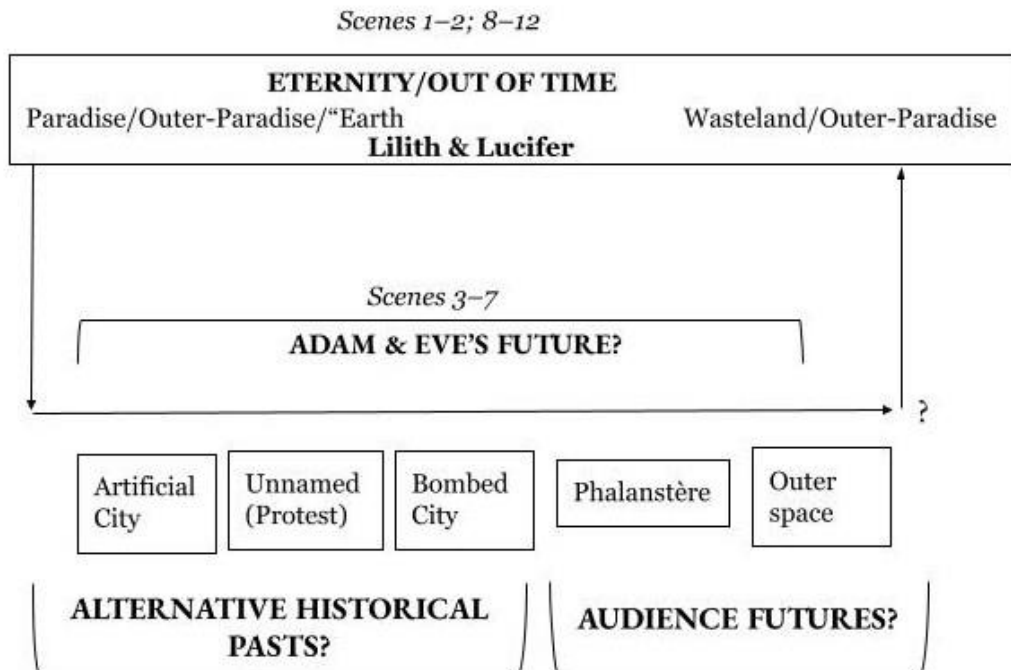 Scenes 1–2; 8–12
ETERNITY/OUT OF TIME
Paradise/Outer-Paradise/“Earth
Wasteland/Outer-Paradise
Lilith & Lucifer
Scenes 3–7
ADAM & EVE’S FUTURE?
?
Artificial
City
Unnamed
(Protest)
Bombed
City
Phalanstère
Outer
space
ALTERNATIVE HISTORICAL
PASTS?
AUDIENCE FUTURES?